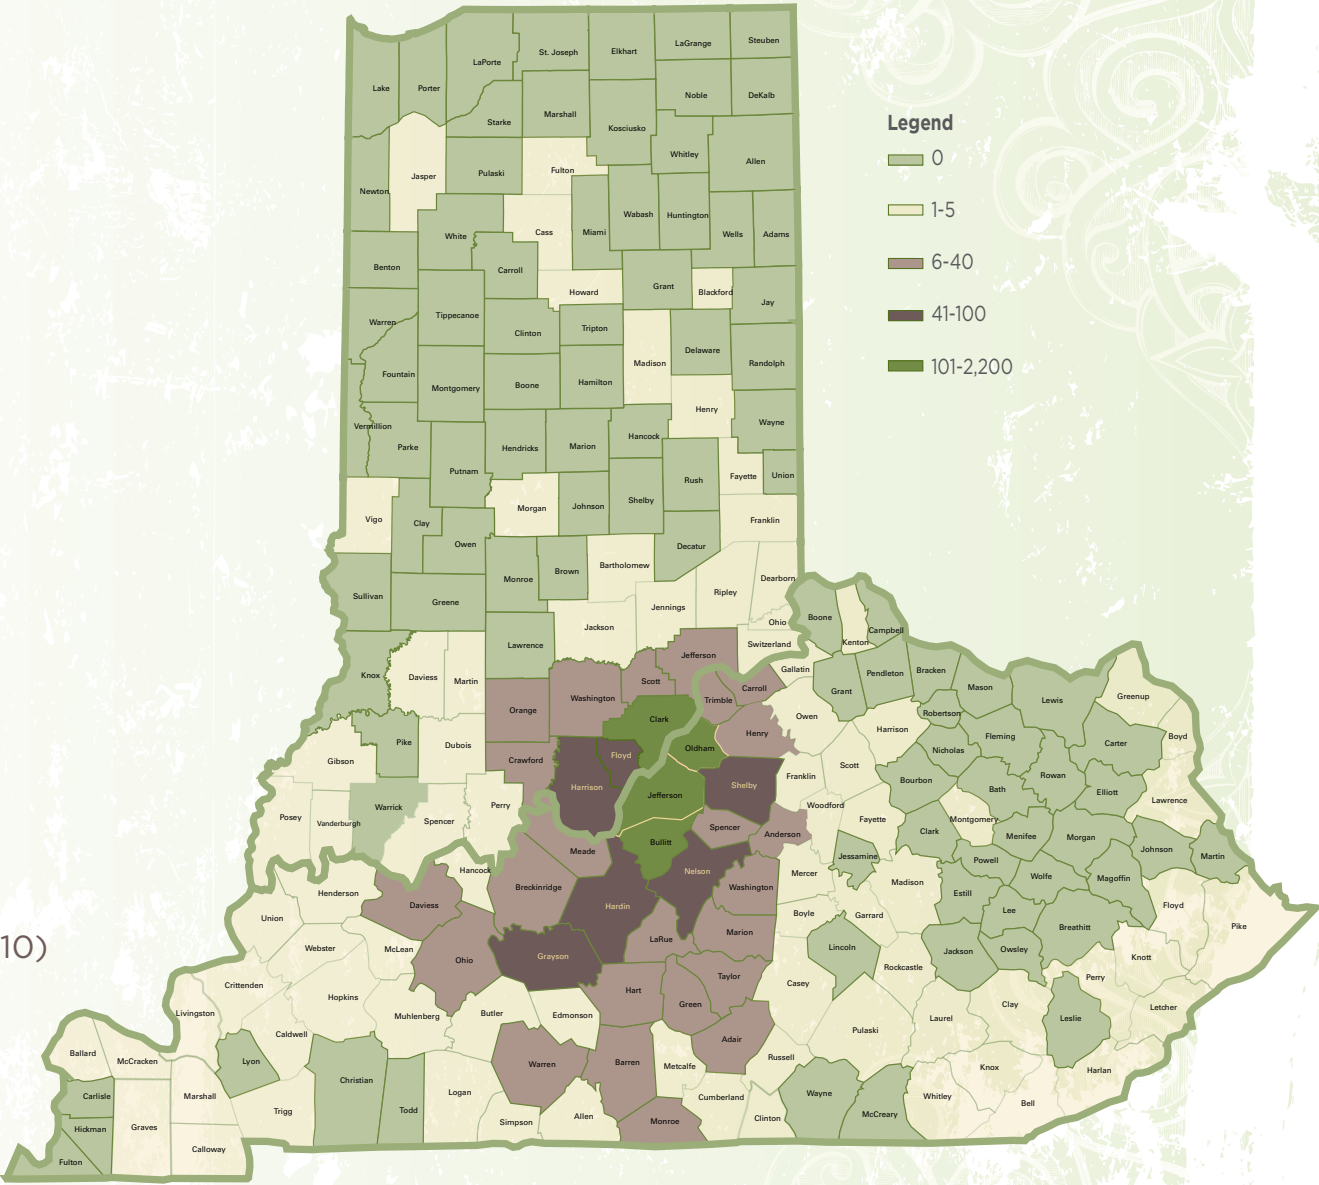 Legend
0
1-5
6-40
41-100
101-2,200
10)
Lake
Porter
LaPorte
St. Joseph
Elkhart
LaGrange
Steuben
Starke
Marshall
Kosciusko
Noble
DeKalb
Newton
Jasper
Pulaski
Fulton
Whitley
Allen
White
Cass
Miami
Wabash
Huntington
Wells
Adams
Benton
Carroll
Howard
Grant
Blackford
Jay
Warren
Tippecanoe
Clinton
Tripton
Madison
Delaware
Randolph
Fountain
Montgomery
Boone
Hamilton
Henry
Vermillion
Parke
Putnam
Hendricks
Marion
Hancock
Wayne
Rush
Fayette
Union
Vigo
Clay
Morgan
Johnson
Shelby
Franklin
Owen
Decatur
Sullivan
Greene
Monroe
Brown
Bartholomew
Ripley
Dearborn
Jennings
Jackson
Ohio
Switzerland
Lawrence
Knox
Daviess
Martin
Orange
Washington
Scott
Jefferson
Gibson
Pike
Dubois
Crawford
Clark
Floyd
Harrison
Posey
Vanderburgh
Warrick
Spencer
Perry
Boone
Kenton
Campbell
Gallatin
Grant
Pendleton
Bracken
Mason
Lewis
Greenup
Trimble
Carroll
Owen
Robertson
Boyd
Oldham
Henry
Harrison
Nicholas
Fleming
Carter
Scott
Franklin
Bourbon
Bath
Rowan
Elliott
Lawrence
Jefferson
Shelby
Woodford
Fayette
Montgomery
Clark
Menifee
Morgan
Johnson
Martin
Bullitt
Spencer
Anderson
Jessamine
Powell
Wolfe
Magoffin
Meade
Hancock
Nelson
Mercer
Madison
Estill
Lee
Floyd
Pike
Henderson
Daviess
Breckinridge
Hardin
Washington
Boyle
Garrard
Breathitt
Union
Webster
McLean
Ohio
Grayson
LaRue
Marion
Lincoln
Rockcastle
Jackson
Owsley
Knott
Perry
Crittenden
Hopkins
Hart
Taylor
Green
Casey
Clay
Leslie
Letcher
Livingston
Caldwell
Muhlenberg
Butler
Edmonson
Adair
Pulaski
Laurel
Ballard
McCracken
Lyon
Warren
Barren
Metcalfe
Russell
Knox
Harlan
Carlisle
Marshall
Christian
Todd
Logan
Cumberland
Wayne
McCreary
Whitley
Bell
Hickman
Graves
Trigg
Simpson
Allen
Monroe
Clinton
Fulton
Calloway